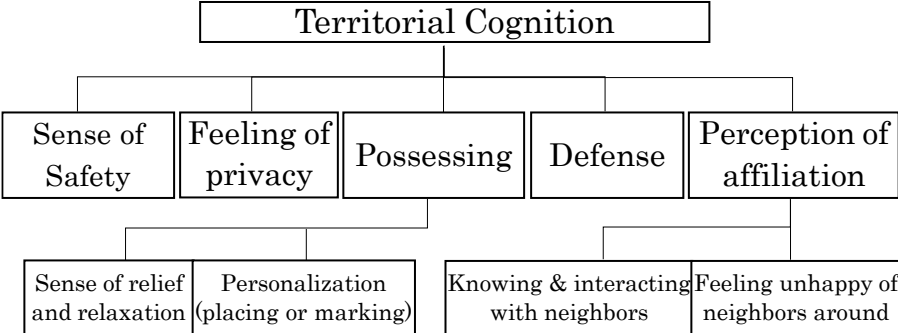 Territorial Cognition
Sense of
Safety
Feeling of
privacy
Possessing
Defense
Perception of
affiliation
Sense of relief
and relaxation
Personalization
(placing or marking)
Knowing & interacting
with neighbors
Feeling unhappy of
neighbors around